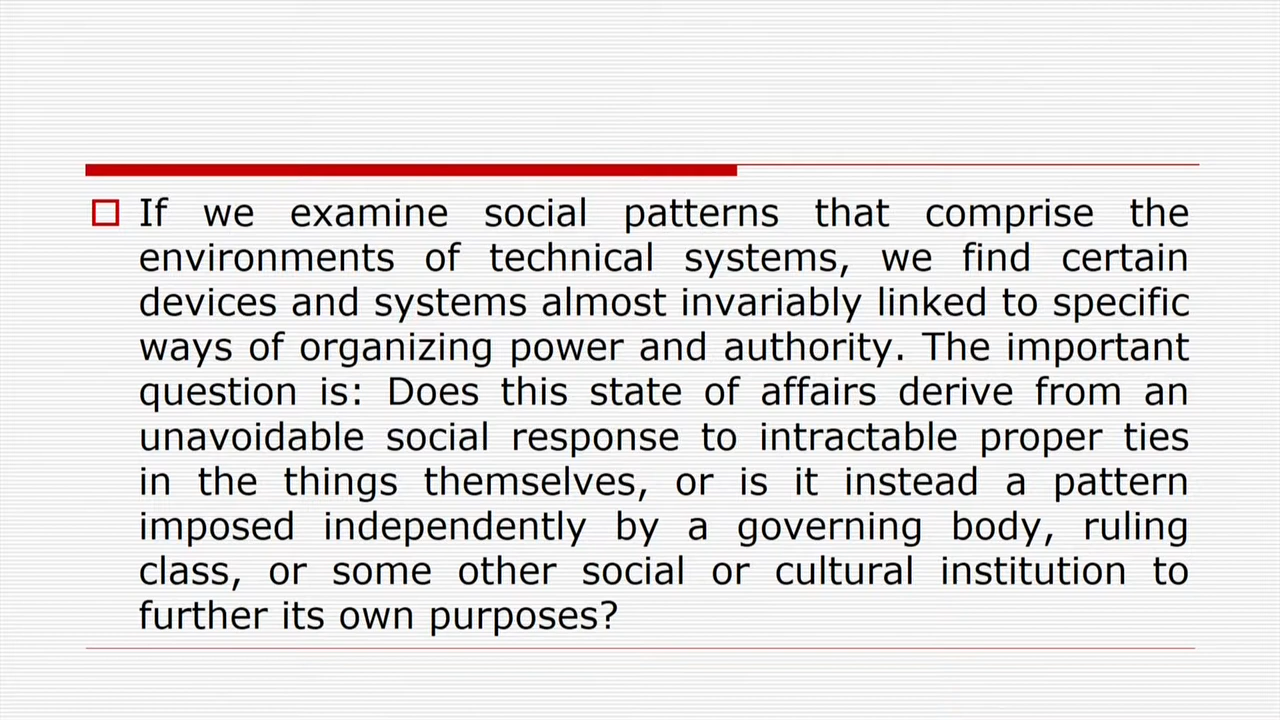 If we examine social patterns that comprise the
environments of technical systems, we find certain
devices and systems almost invariably linked to specific
ways of organizing power and authority. The important
question is: Does this state of affairs derive from an
unavoidable social response to intractable proper ties
in the things themselves, or is it instead a pattern
imposed independently by a governing body, ruling
class, or some other social or cultural institution to
further its own purposes?